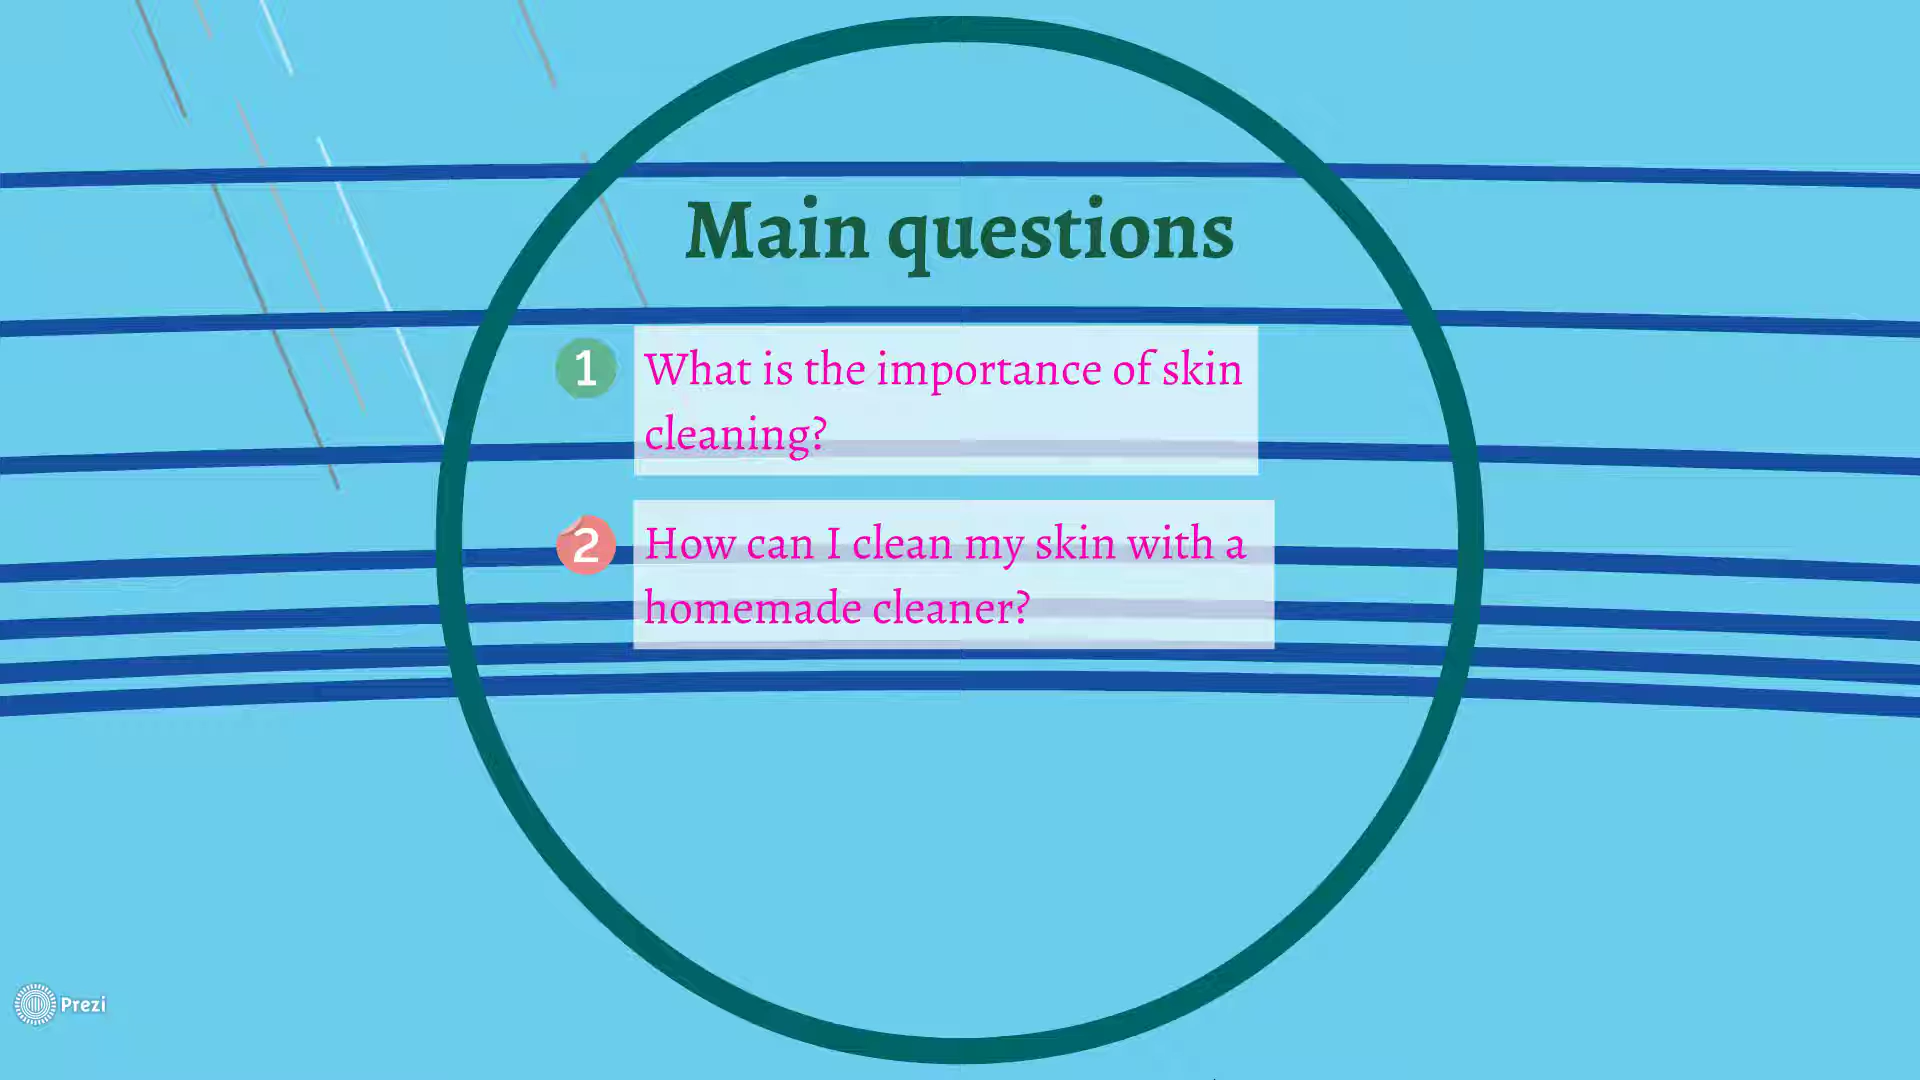 Main questions
1
What is the importance of skin
cleaning?
2
How can I clean my skin with a
homemade cleaner?
Prezi